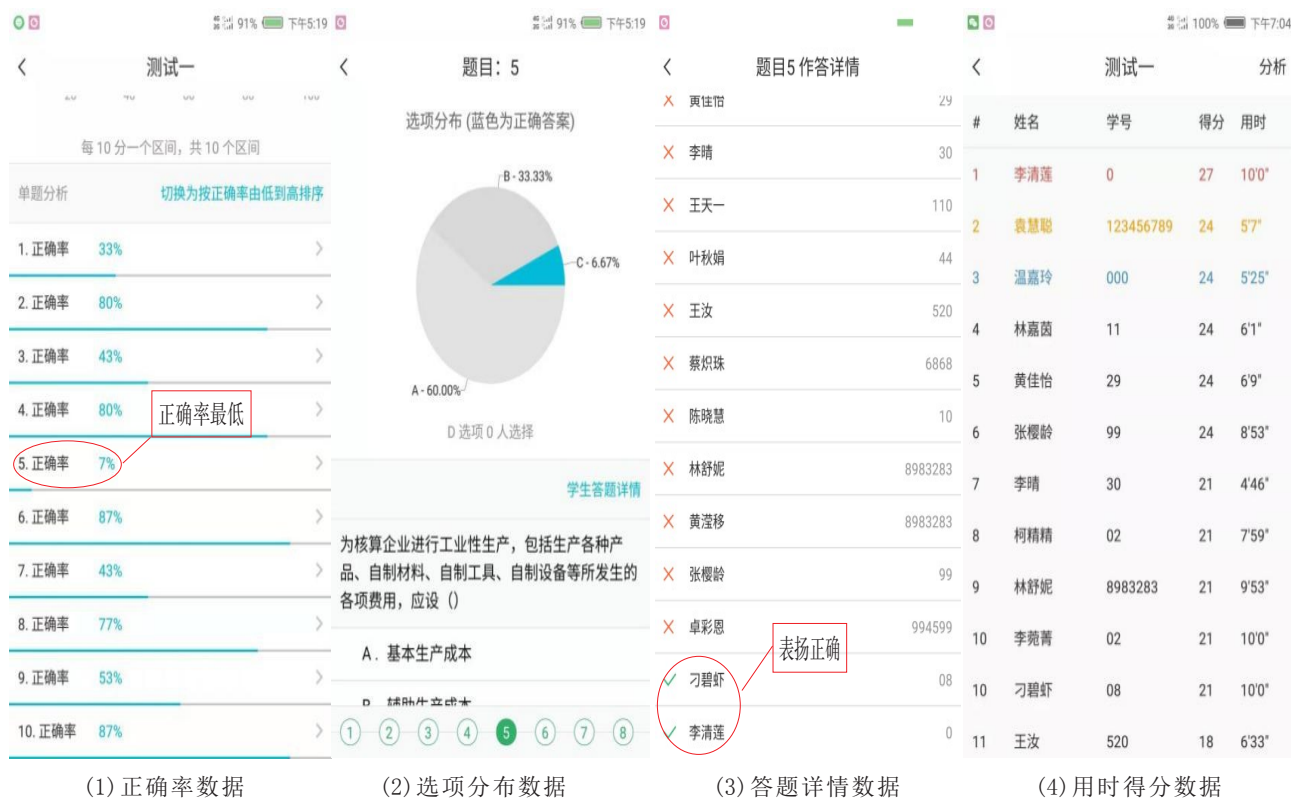 91% 下午5:19
测试一
每 10 分一个区间，共 10 个区间
单题分析 切换为按正确率由低到高排序
1. 正确率 33%
2. 正确率 80%
3. 正确率 43%
4. 正确率 80%
正确率最低
5. 正确率 7%
6. 正确率 87%
7. 正确率 43%
8. 正确率 77%
9. 正确率 53%
10. 正确率 87%
(1)正确率数据
91% 下午5:19
题目：5
选项分布 (蓝色为正确答案)
B - 33.33%
C - 6.67%
A - 60.00%
D 选项 0 人选择
学生答题详情
为核算企业进行工业性生产，包括生产各种产
品、自制材料、自制工具、自制设备等所发生的
各项费用，应设（）
A. 基本生产成本
B. 辅助生产成本
1 2 3 4 5 6 7 8
(2)选项分布数据
题目5 作答详情
黄佳怡 29
李晴 30
王天一 110
叶秋娟 44
王汝 520
蔡炽珠 6868
陈晓慧 10
林舒妮 8983283
黄滢移 8983283
张樱龄 99
卓彩恩 994599
表扬正确
刁碧虾 08
李清莲 0
(3)答题详情数据
100% 下午7:04
测试一 分析
# 姓名 学号 得分 用时
1 李清莲 0 27 10'0"
2 袁慧聪 123456789 24 5'7"
3 温嘉玲 000 24 5'25"
4 林嘉茵 11 24 6'1"
5 黄佳怡 29 24 6'9"
6 张樱龄 99 24 8'53"
7 李晴 30 21 4'46"
8 柯精精 02 21 7'59"
9 林舒妮 8983283 21 9'53"
10 李菀菁 02 21 10'0"
10 刁碧虾 08 21 10'0"
11 王汝 520 18 6'33"
(4)用时得分数据